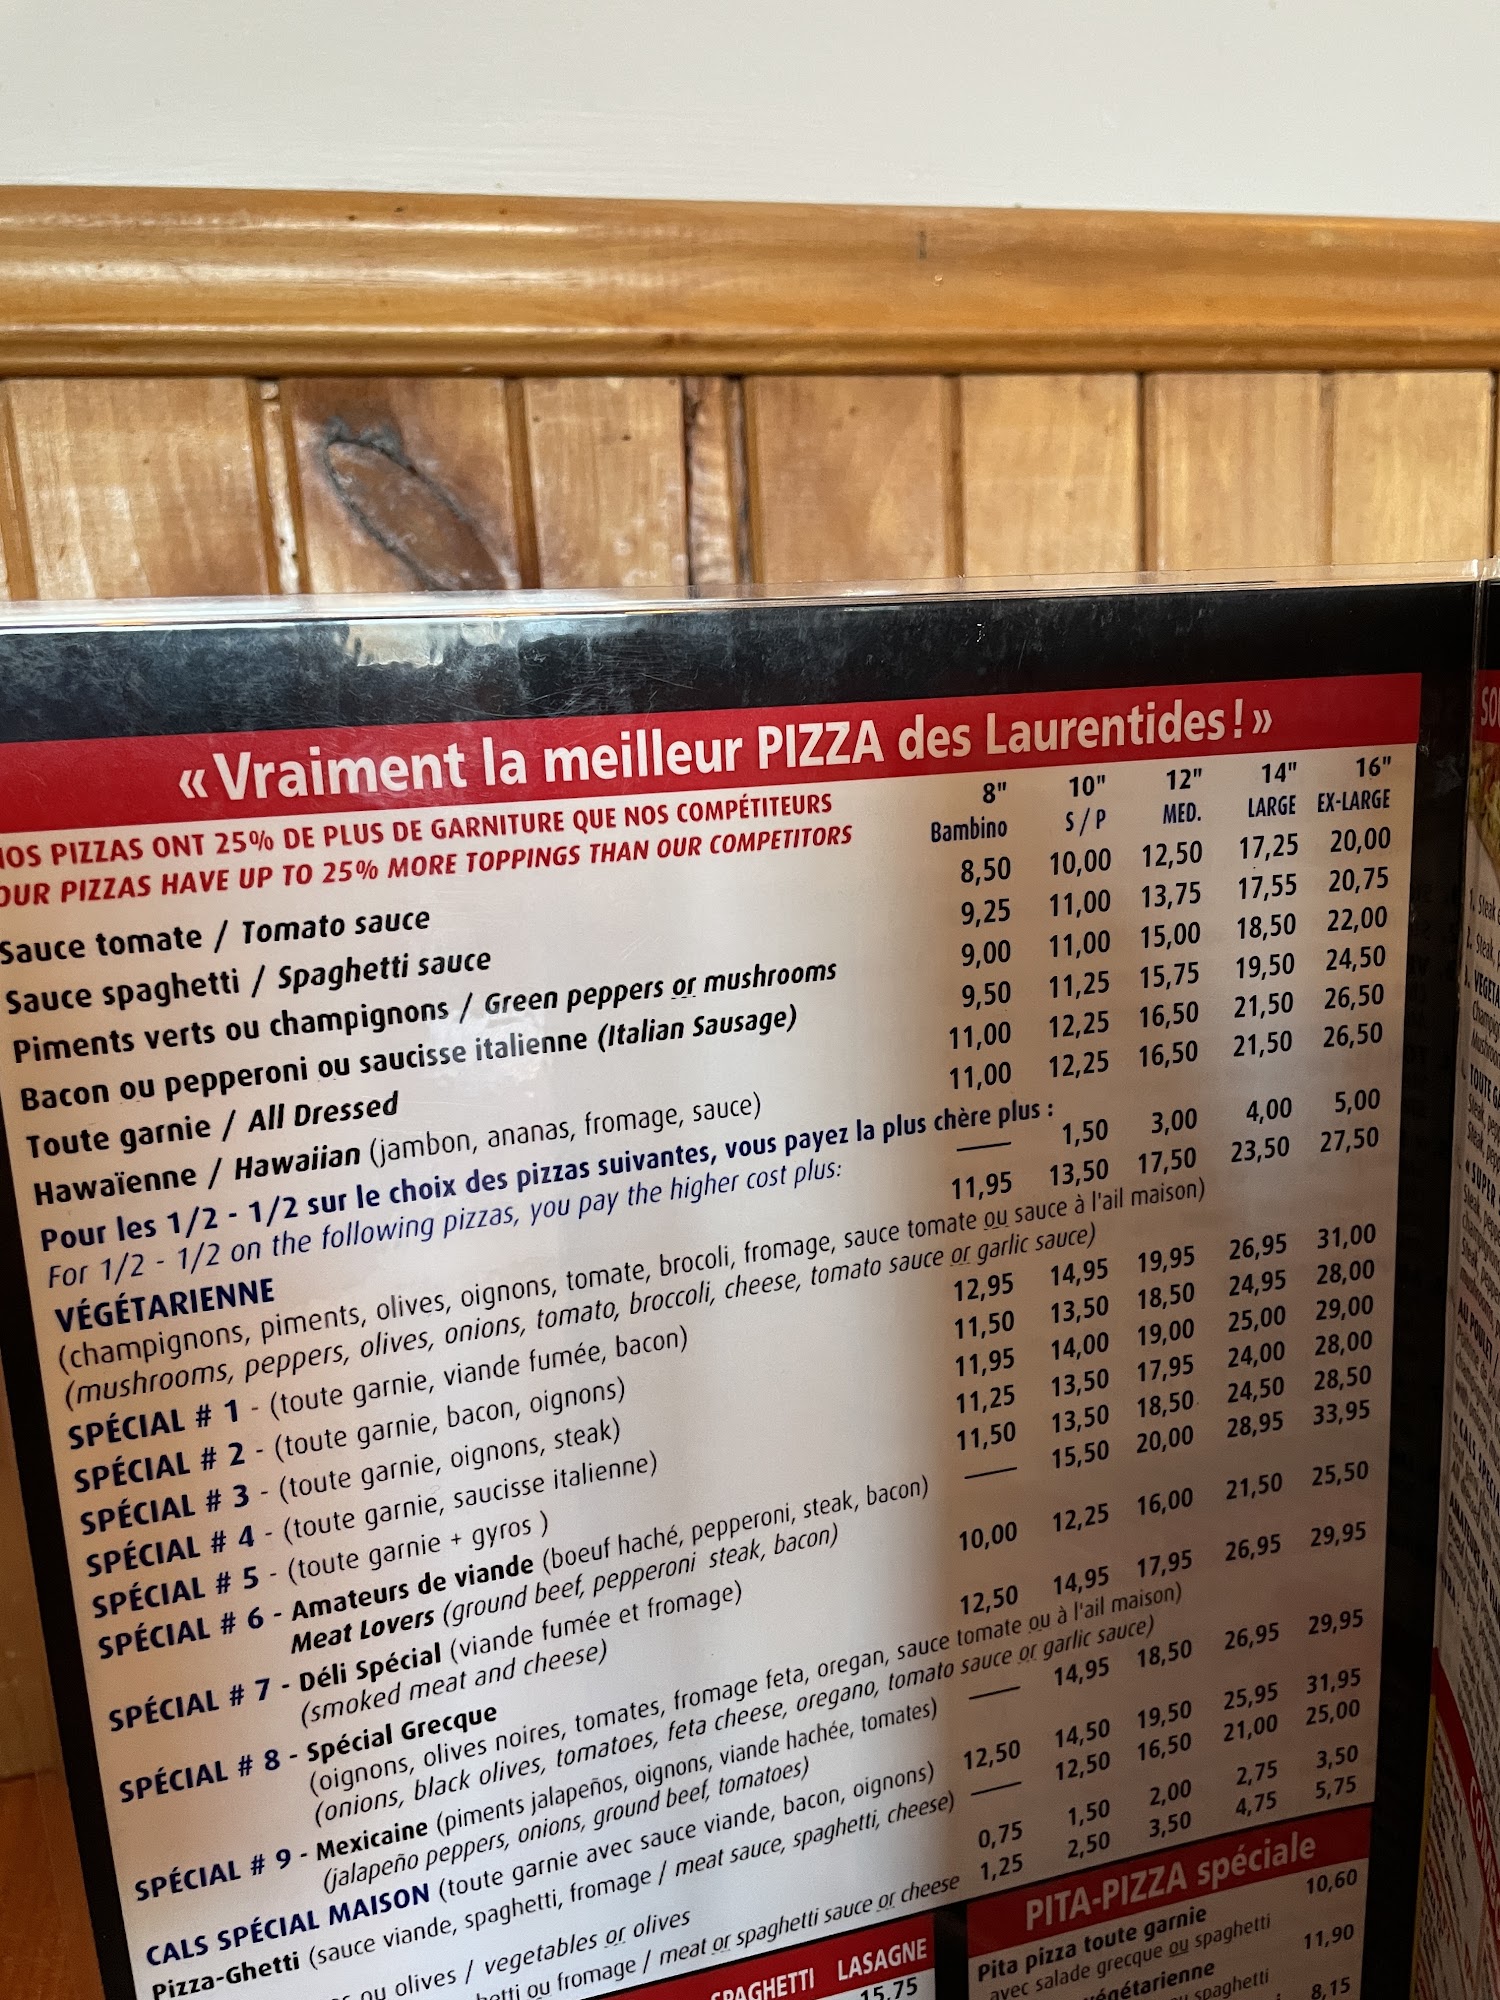 « Vraiment la meilleur PIZZA des Laurentides! »
NOS PIZZAS ONT 25% DE PLUS DE GARNITURE QUE NOS COMPÉTITEURS
OUR PIZZAS HAVE UP TO 25% MORE TOPPINGS THAN OUR COMPETITORS
8" 10" 12" 14" 16"
Bambino S / P MED. LARGE EX-LARGE
Sauce tomate / Tomato sauce 8,50 10,00 12,50 17,25 20,00
Sauce spaghetti / Spaghetti sauce 9,25 11,00 13,75 17,55 20,75
Piments verts ou champignons / Green peppers or mushrooms 9,00 11,00 15,00 18,50 22,00
Bacon ou pepperoni ou saucisse italienne (Italian Sausage) 9,50 11,25 15,75 19,50 24,50
Toute garnie / All Dressed 11,00 12,25 16,50 21,50 26,50
Hawaïenne / Hawaiian (jambon, ananas, fromage, sauce) 11,00 12,25 16,50 21,50 26,50
Pour les 1/2 - 1/2 sur le choix des pizzas suivantes, vous payez la plus chère plus :
For 1/2 - 1/2 on the following pizzas, you pay the higher cost plus: — 1,50 3,00 4,00 5,00
VÉGÉTARIENNE 11,95 13,50 17,50 23,50 27,50
(champignons, piments, olives, oignons, tomate, brocoli, fromage, sauce tomate ou sauce à l'ail maison)
(mushrooms, peppers, olives, onions, tomato, broccoli, cheese, tomato sauce or garlic sauce)
SPÉCIAL # 1 - (toute garnie, viande fumée, bacon) 12,95 14,95 19,95 26,95 31,00
SPÉCIAL # 2 - (toute garnie, bacon, oignons) 11,50 13,50 18,50 24,95 28,00
SPÉCIAL # 3 - (toute garnie, oignons, steak) 11,95 14,00 19,00 25,00 29,00
SPÉCIAL # 4 - (toute garnie, saucisse italienne) 11,25 13,50 17,95 24,00 28,00
SPÉCIAL # 5 - (toute garnie + gyros ) 11,50 13,50 18,50 24,50 28,50
SPÉCIAL # 6 - Amateurs de viande (boeuf haché, pepperoni, steak, bacon) — 15,50 20,00 28,95 33,95
Meat Lovers (ground beef, pepperoni steak, bacon)
SPÉCIAL # 7 - Déli Spécial (viande fumée et fromage) 10,00 12,25 16,00 21,50 25,50
(smoked meat and cheese)
SPÉCIAL # 8 - Spécial Grecque 12,50 14,95 17,95 26,95 29,95
(oignons, olives noires, tomates, fromage feta, oregan, sauce tomate ou à l'ail maison)
(onions, black olives, tomatoes, feta cheese, oregano, tomato sauce or garlic sauce)
SPÉCIAL # 9 - Mexicaine (piments jalapeños, oignons, viande hachée, tomates) — 14,95 18,50 26,95 29,95
(jalapeño peppers, onions, ground beef, tomatoes)
CALS SPÉCIAL MAISON (toute garnie avec sauce viande, bacon, oignons) 12,50 14,50 19,50 25,95 31,95
Pizza-Ghetti (sauce viande, spaghetti, fromage / meat sauce, spaghetti, cheese) — 12,50 16,50 21,00 25,00
ou olives / vegetables or olives 0,75 1,50 2,00 2,75 3,50
ou fromage / meat or spaghetti sauce or cheese 1,25 2,50 3,50 4,75 5,75
SPAGHETTI LASAGNE
15,75
PITA-PIZZA spéciale
Pita pizza toute garnie 10,60
avec salade grecque ou spaghetti
végétarienne 11,90
spaghetti
8,15